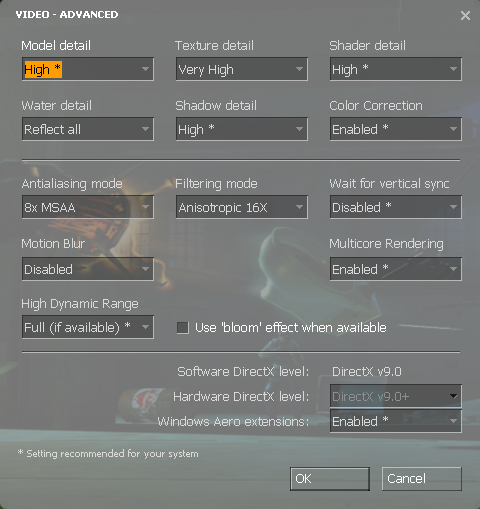 VIDEO - ADVANCED
Model detail Texture detail Shader detail
High * Very High High *
Water detail Shadow detail Color Correction
Reflect all High * Enabled *
Antialiasing mode Filtering mode Wait for vertical sync
8x MSAA Anisotropic 16X Disabled *
Motion Blur Multicore Rendering
Disabled Enabled *
High Dynamic Range
Full (if available) * Use 'bloom' effect when available
Software DirectX level: DirectX v9.0
Hardware DirectX level: DirectX v9.0+
Windows Aero extensions: Enabled *
* Setting recommended for your system
OK Cancel